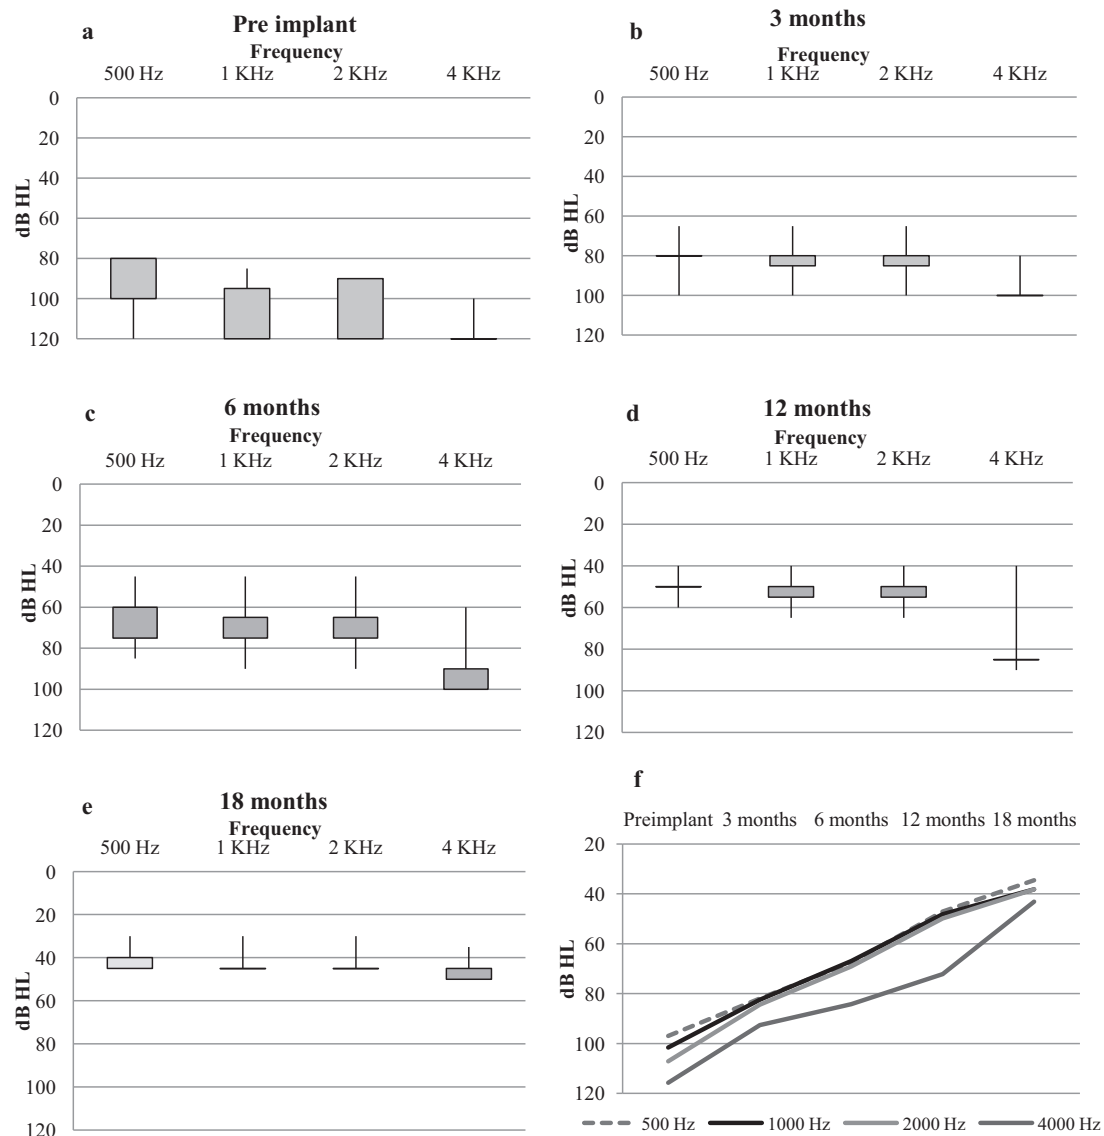 a
Pre implant
Frequency
500 Hz 1 KHz 2 KHz 4 KHz
0
20
40
60
80
100
120
dB HL
b
3 months
Frequency
500 Hz 1 KHz 2 KHz 4 KHz
0
20
40
60
80
100
120
dB HL
c
6 months
Frequency
500 Hz 1 KHz 2 KHz 4 KHz
0
20
40
60
80
100
120
dB HL
d
12 months
Frequency
500 Hz 1 KHz 2 KHz 4 KHz
0
20
40
60
80
100
120
dB HL
e
18 months
Frequency
500 Hz 1 KHz 2 KHz 4 KHz
0
20
40
60
80
100
120
dB HL
f
Preimplant 3 months 6 months 12 months 18 months
20
40
60
80
100
120
dB HL
500 Hz 1000 Hz 2000 Hz 4000 Hz